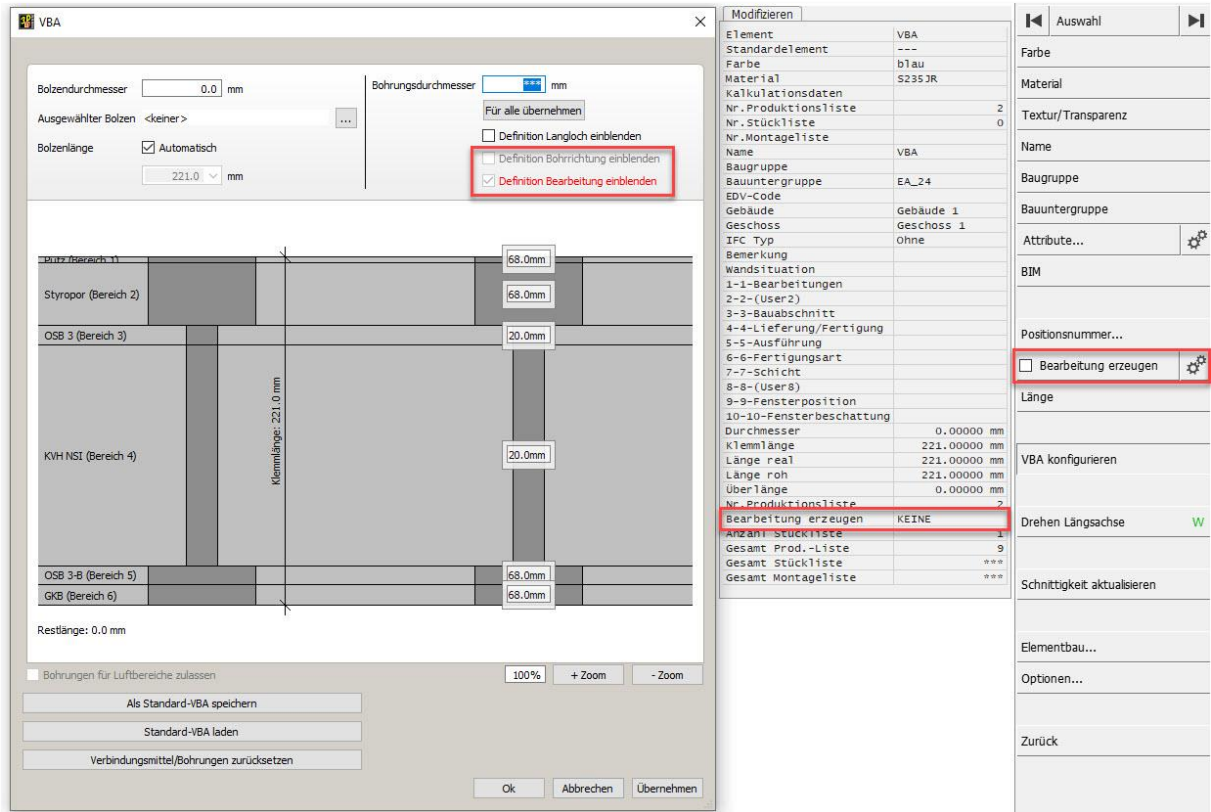 VBA
Bolzendurchmesser 0.0 mm
Ausgewählter Bolzen <keiner> ...
Bolzenlänge Automatisch
221.0 mm
Bohrungsdurchmesser *** mm
Für alle übernehmen
Definition Langloch einblenden
Definition Bohrrichtung einblenden
Definition Bearbeitung einblenden
Putz (Bereich 1) 68.0mm
Styropor (Bereich 2) 68.0mm
OSB 3 (Bereich 3) 20.0mm
Klemmlänge: 221.0 mm
KVH NSI (Bereich 4) 20.0mm
OSB 3-B (Bereich 5) 68.0mm
GKB (Bereich 6) 68.0mm
Restlänge: 0.0 mm
Bohrungen für Luftbereiche zulassen 100% + Zoom - Zoom
Als Standard-VBA speichern
Standard-VBA laden
Verbindungsmittel/Bohrungen zurücksetzen
Ok Abbrechen Übernehmen
Modifizieren
Element VBA
Standardelement ---
Farbe blau
Material S235JR
Kalkulationsdaten
Nr.Produktionsliste 2
Nr.Stückliste 0
Nr.Montageliste
Name VBA
Baugruppe
Bauuntergruppe EA_24
EDV-Code
Gebäude Gebäude 1
Geschoss Geschoss 1
IFC Typ Ohne
Bemerkung
Wandsituation
1-1-Bearbeitungen
2-2-(User2)
3-3-Bauabschnitt
4-4-Lieferung/Fertigung
5-5-Ausführung
6-6-Fertigungsart
7-7-Schicht
8-8-(User8)
9-9-Fensterposition
10-10-Fensterbeschattung
Durchmesser 0.00000 mm
Klemmlänge 221.00000 mm
Länge real 221.00000 mm
Länge roh 221.00000 mm
Überlänge 0.00000 mm
Nr.Produktionsliste 2
Bearbeitung erzeugen KEINE
Anzahl Stückliste 1
Gesamt Prod.-Liste 9
Gesamt Stückliste ***
Gesamt Montageliste ***
Auswahl
Farbe
Material
Textur/Transparenz
Name
Baugruppe
Bauuntergruppe
Attribute...
BIM
Positionsnummer...
Bearbeitung erzeugen
Länge
VBA konfigurieren
Drehen Längsachse W
Schnittigkeit aktualisieren
Elementbau...
Optionen...
Zurück